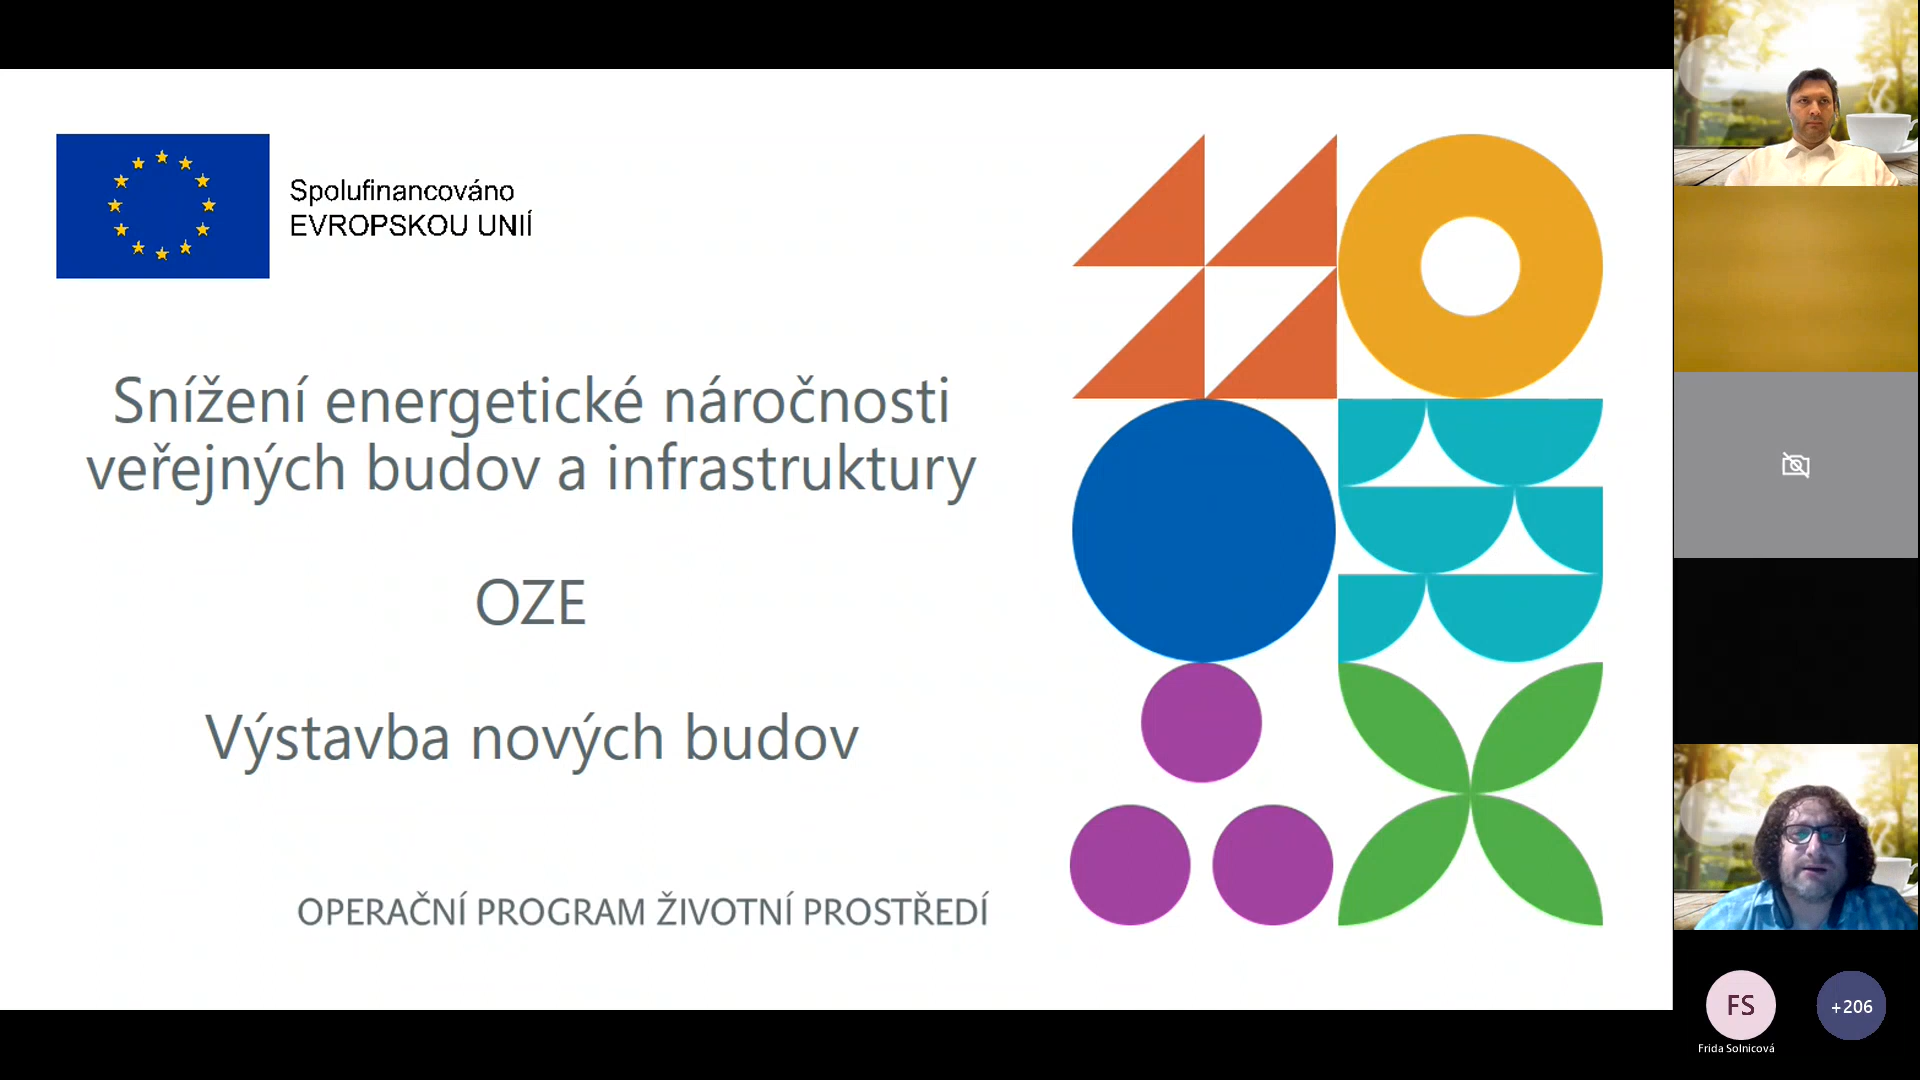 Spolufinancováno
EVROPSKOU UNIÍ
Snížení energetické náročnosti
veřejných budov a infrastruktury
OZE
Výstavba nových budov
OPERAČNÍ PROGRAM ŽIVOTNÍ PROSTŘEDÍ
FS
+206
Frida Solnicová